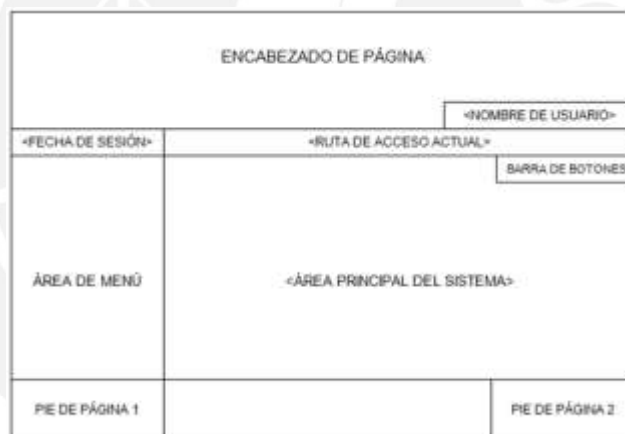 ENCABEZADO DE PÁGINA
<NOMBRE DE USUARIO>
<FECHA DE SESIÓN>
<RUTA DE ACCESO ACTUAL>
BARRA DE BOTONES
ÁREA DE MENÚ
<ÁREA PRINCIPAL DEL SISTEMA>
PIE DE PÁGINA 1
PIE DE PÁGINA 2